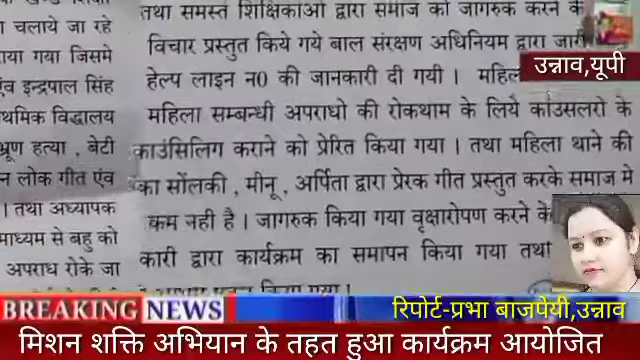 चलाये जा रहे
गया जिसमे
एंव इन्द्रपाल सिंह
विद्धालय
भ्रूण हत्या , बेटी
लोक गीत एंव
। तथा अध्यापक
माध्यम से बहु को
अपराध रोके जा
तथा समस्त शिक्षिकाओ द्वारा समाज को जागरुक करने के
विचार प्रस्तुत किये गये बाल संरक्षण अधिनियम द्वारा जारी
हेल्प लाइन न0 की जानकारी दी गयी ।
महिला सम्बन्धी अपराधो की रोकथाम के लिये काउंसलरो के
काउंसिलिग कराने को प्रेरित किया गया । तथा महिला थाने की
का सोंलकी , मीनू , अर्पिता द्वारा प्रेरक गीत प्रस्तुत करके समाज मे
कम नही है । जागरुक किया गया वृक्षारोपण करने के
कारी द्वारा कार्यक्रम का समापन किया गया तथा
उन्नाव,यूपी
रिपोर्ट-प्रभा बाजपेयी,उन्नाव
BREAKING NEWS
मिशन शक्ति अभियान के तहत हुआ कार्यक्रम आयोजित